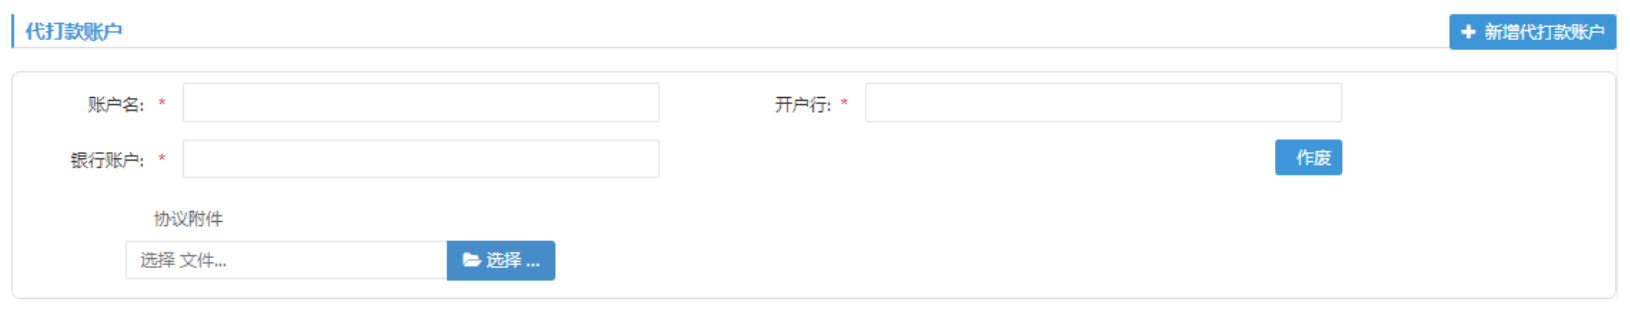 代打款账户
新增代打款账户
账户名: *
开户行: *
银行账户: *
作废
协议附件
选择 文件...
选择 ...